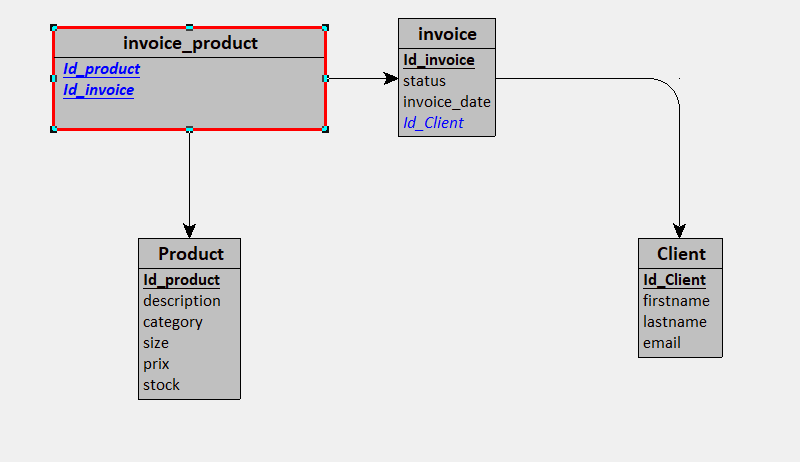 invoice_product
Id_product
Id_invoice
invoice
Id_invoice
status
invoice_date
Id_Client
Product
Id_product
description
category
size
prix
stock
Client
Id_Client
firstname
lastname
email